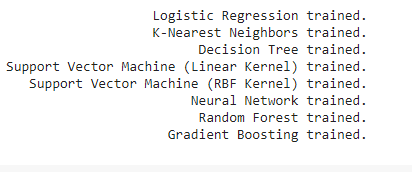 Logistic Regression trained.
K-Nearest Neighbors trained.
Decision Tree trained.
Support Vector Machine (Linear Kernel) trained.
Support Vector Machine (RBF Kernel) trained.
Neural Network trained.
Random Forest trained.
Gradient Boosting trained.